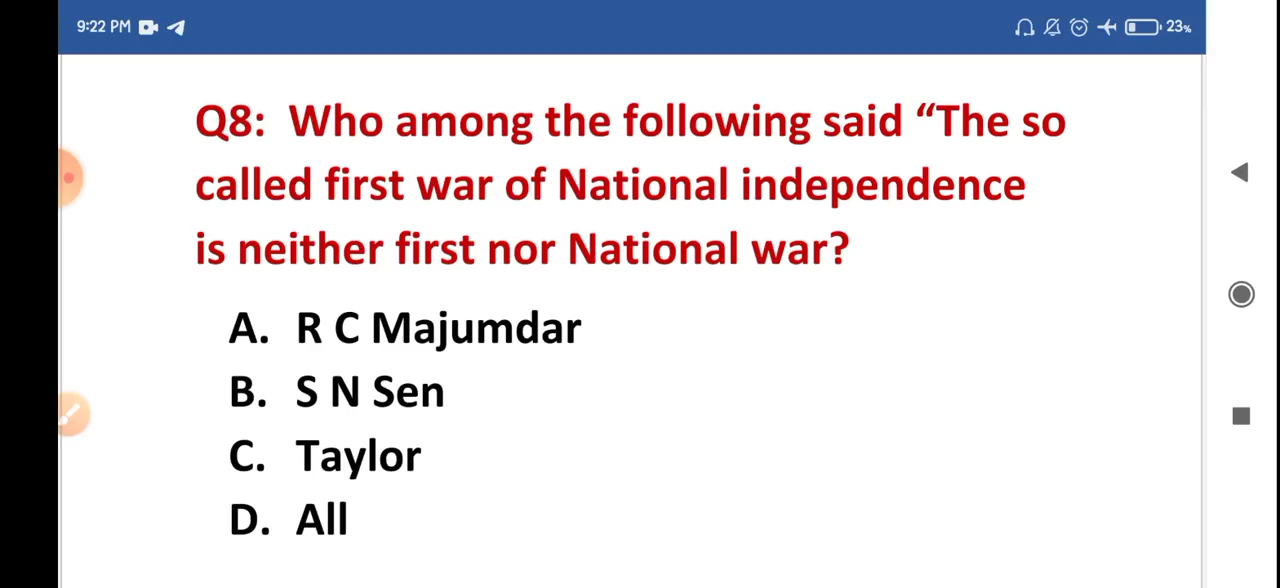 9:22 PM 23%
Q8: Who among the following said “The so
called first war of National independence
is neither first nor National war?
A. R C Majumdar
B. S N Sen
C. Taylor
D. All